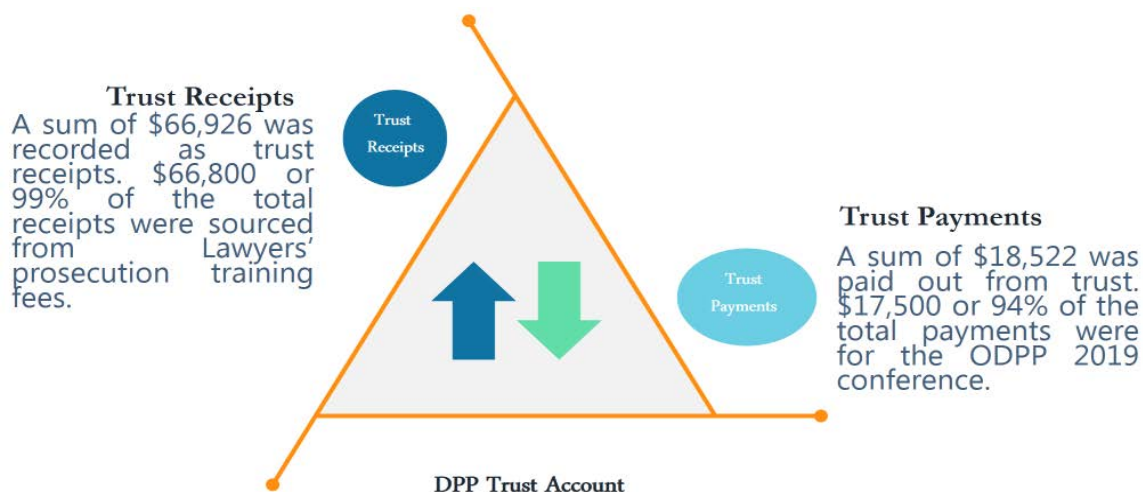 Trust Receipts
A sum of $66,926 was
recorded as trust
receipts. $66,800 or
99% of the total
receipts were sourced
from Lawyers’
prosecution training
fees.
Trust
Receipts
Trust Payments
A sum of $18,522 was
paid out from trust.
$17,500 or 94% of the
total payments were
for the ODPP 2019
conference.
Trust
Payments
DPP Trust Account